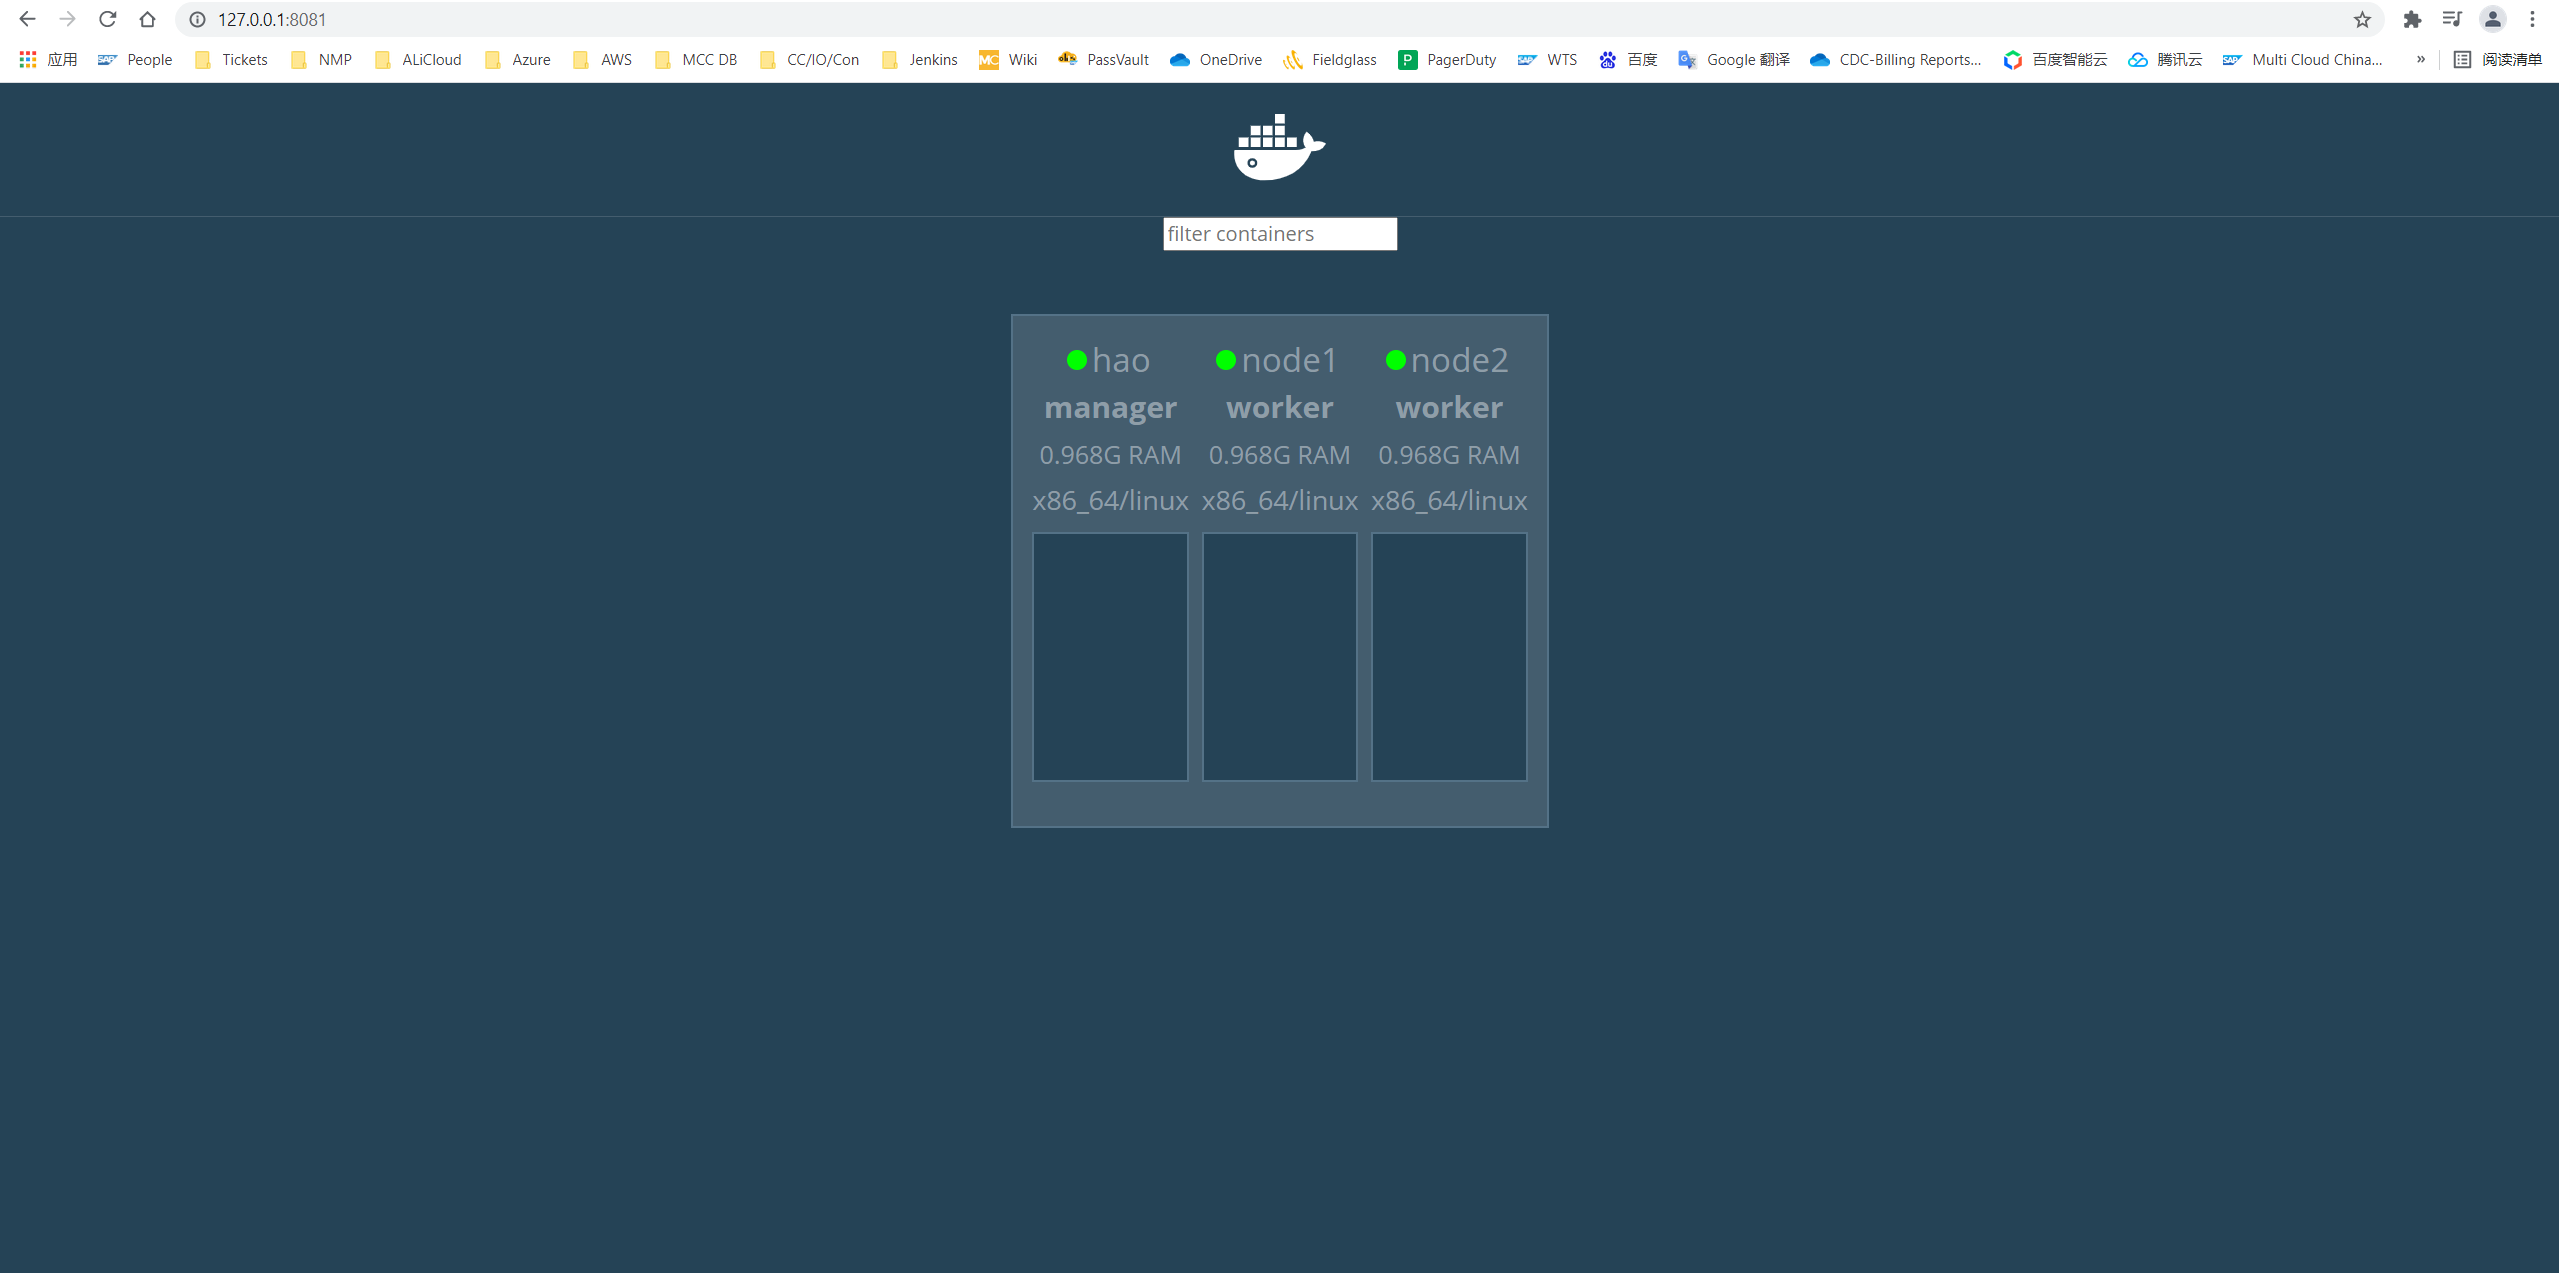 127.0.0.1:8081
应用 People Tickets NMP ALiCloud Azure AWS MCC DB CC/IO/Con Jenkins Wiki PassVault OneDrive Fieldglass PagerDuty WTS 百度 Google 翻译 CDC-Billing Reports... 百度智能云 腾讯云 Multi Cloud China... » 阅读清单
filter containers
hao node1 node2
manager worker worker
0.968G RAM 0.968G RAM 0.968G RAM
x86_64/linux x86_64/linux x86_64/linux